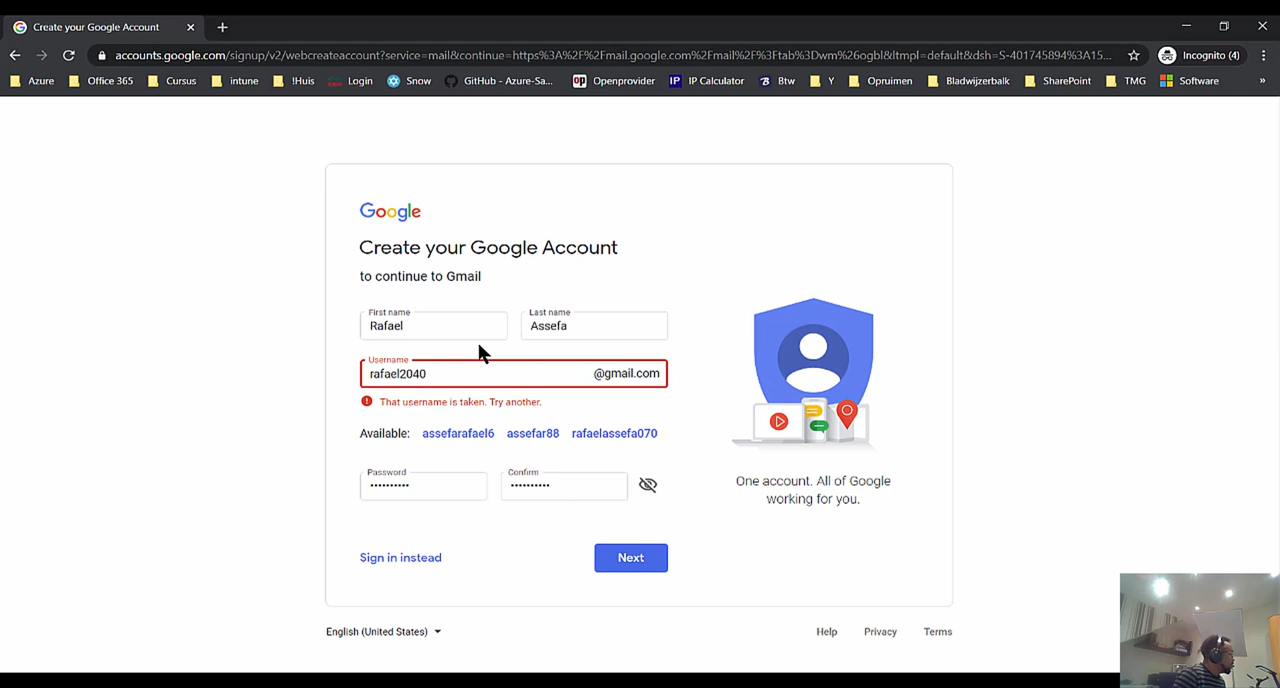 Create your Google Account
accounts.google.com/signup/v2/webcreateaccount?service=mail&continue=https%3A%2F%2Fmail.google.com%2Fmail%2F%3Ftab%3Dwm%26ogbl&ltmpl=default&dsh=S-401745894%3A15... Incognito (4)
Azure Office 365 Cursus intune !Huis Login Snow GitHub - Azure-Sa... Openprovider IP Calculator Btw Y Opruimen Bladwijzerbalk SharePoint TMG Software »
Google
Create your Google Account
to continue to Gmail
First name Last name
Rafael Assefa
Username
rafael2040 @gmail.com
That username is taken. Try another.
Available: assefarafael6 assefar88 rafaelassefa070
Password Confirm
•••••••••• ••••••••••
One account. All of Google
working for you.
Sign in instead Next
English (United States) Help Privacy Terms